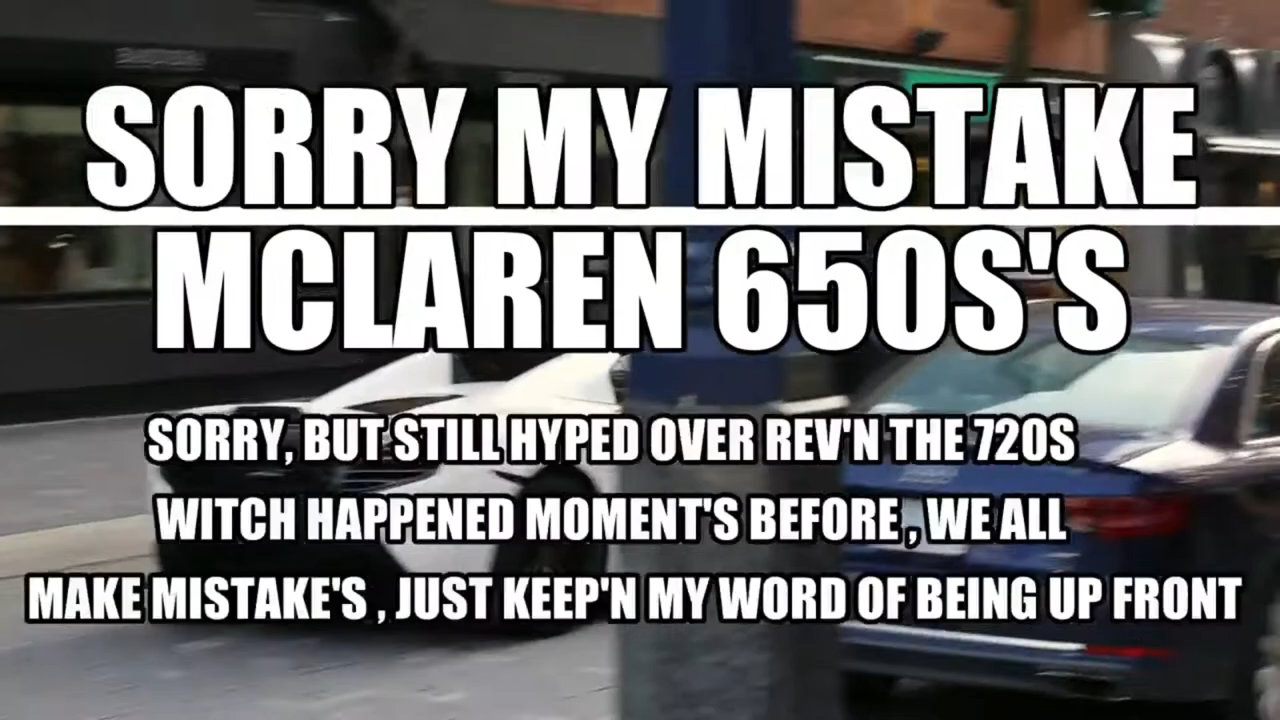 SORRY MY MISTAKE
MCLAREN 650S'S
SORRY, BUT STILL HYPED OVER REV'N THE 720S
WITCH HAPPENED MOMENT'S BEFORE , WE ALL
MAKE MISTAKE'S , JUST KEEP'N MY WORD OF BEING UP FRONT